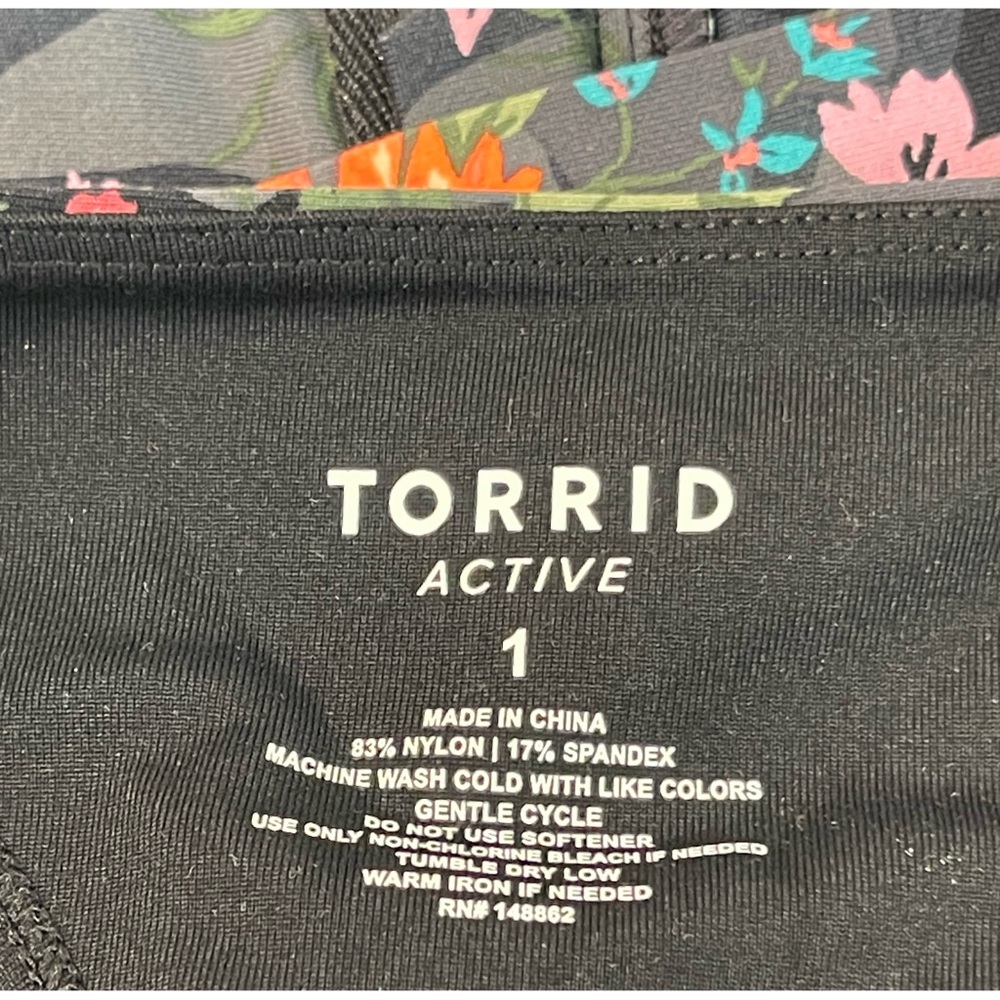 TORRID
ACTIVE
1
MADE IN CHINA
83% NYLON | 17% SPANDEX
MACHINE WASH COLD WITH LIKE COLORS
GENTLE CYCLE
DO NOT USE SOFTENER
USE ONLY NON-CHLORINE BLEACH IF NEEDED
TUMBLE DRY LOW
WARM IRON IF NEEDED
RN# 148862